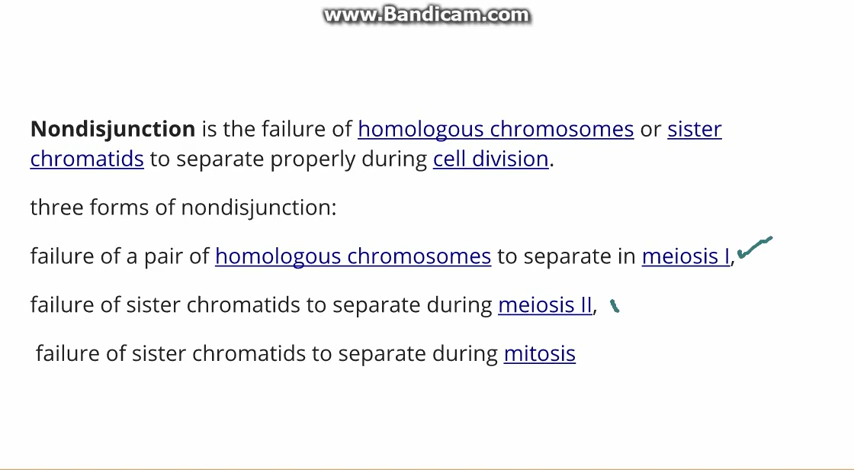 www.Bandicam.com
Nondisjunction is the failure of homologous chromosomes or sister
chromatids to separate properly during cell division.
three forms of nondisjunction:
failure of a pair of homologous chromosomes to separate in meiosis I,
failure of sister chromatids to separate during meiosis II,
failure of sister chromatids to separate during mitosis